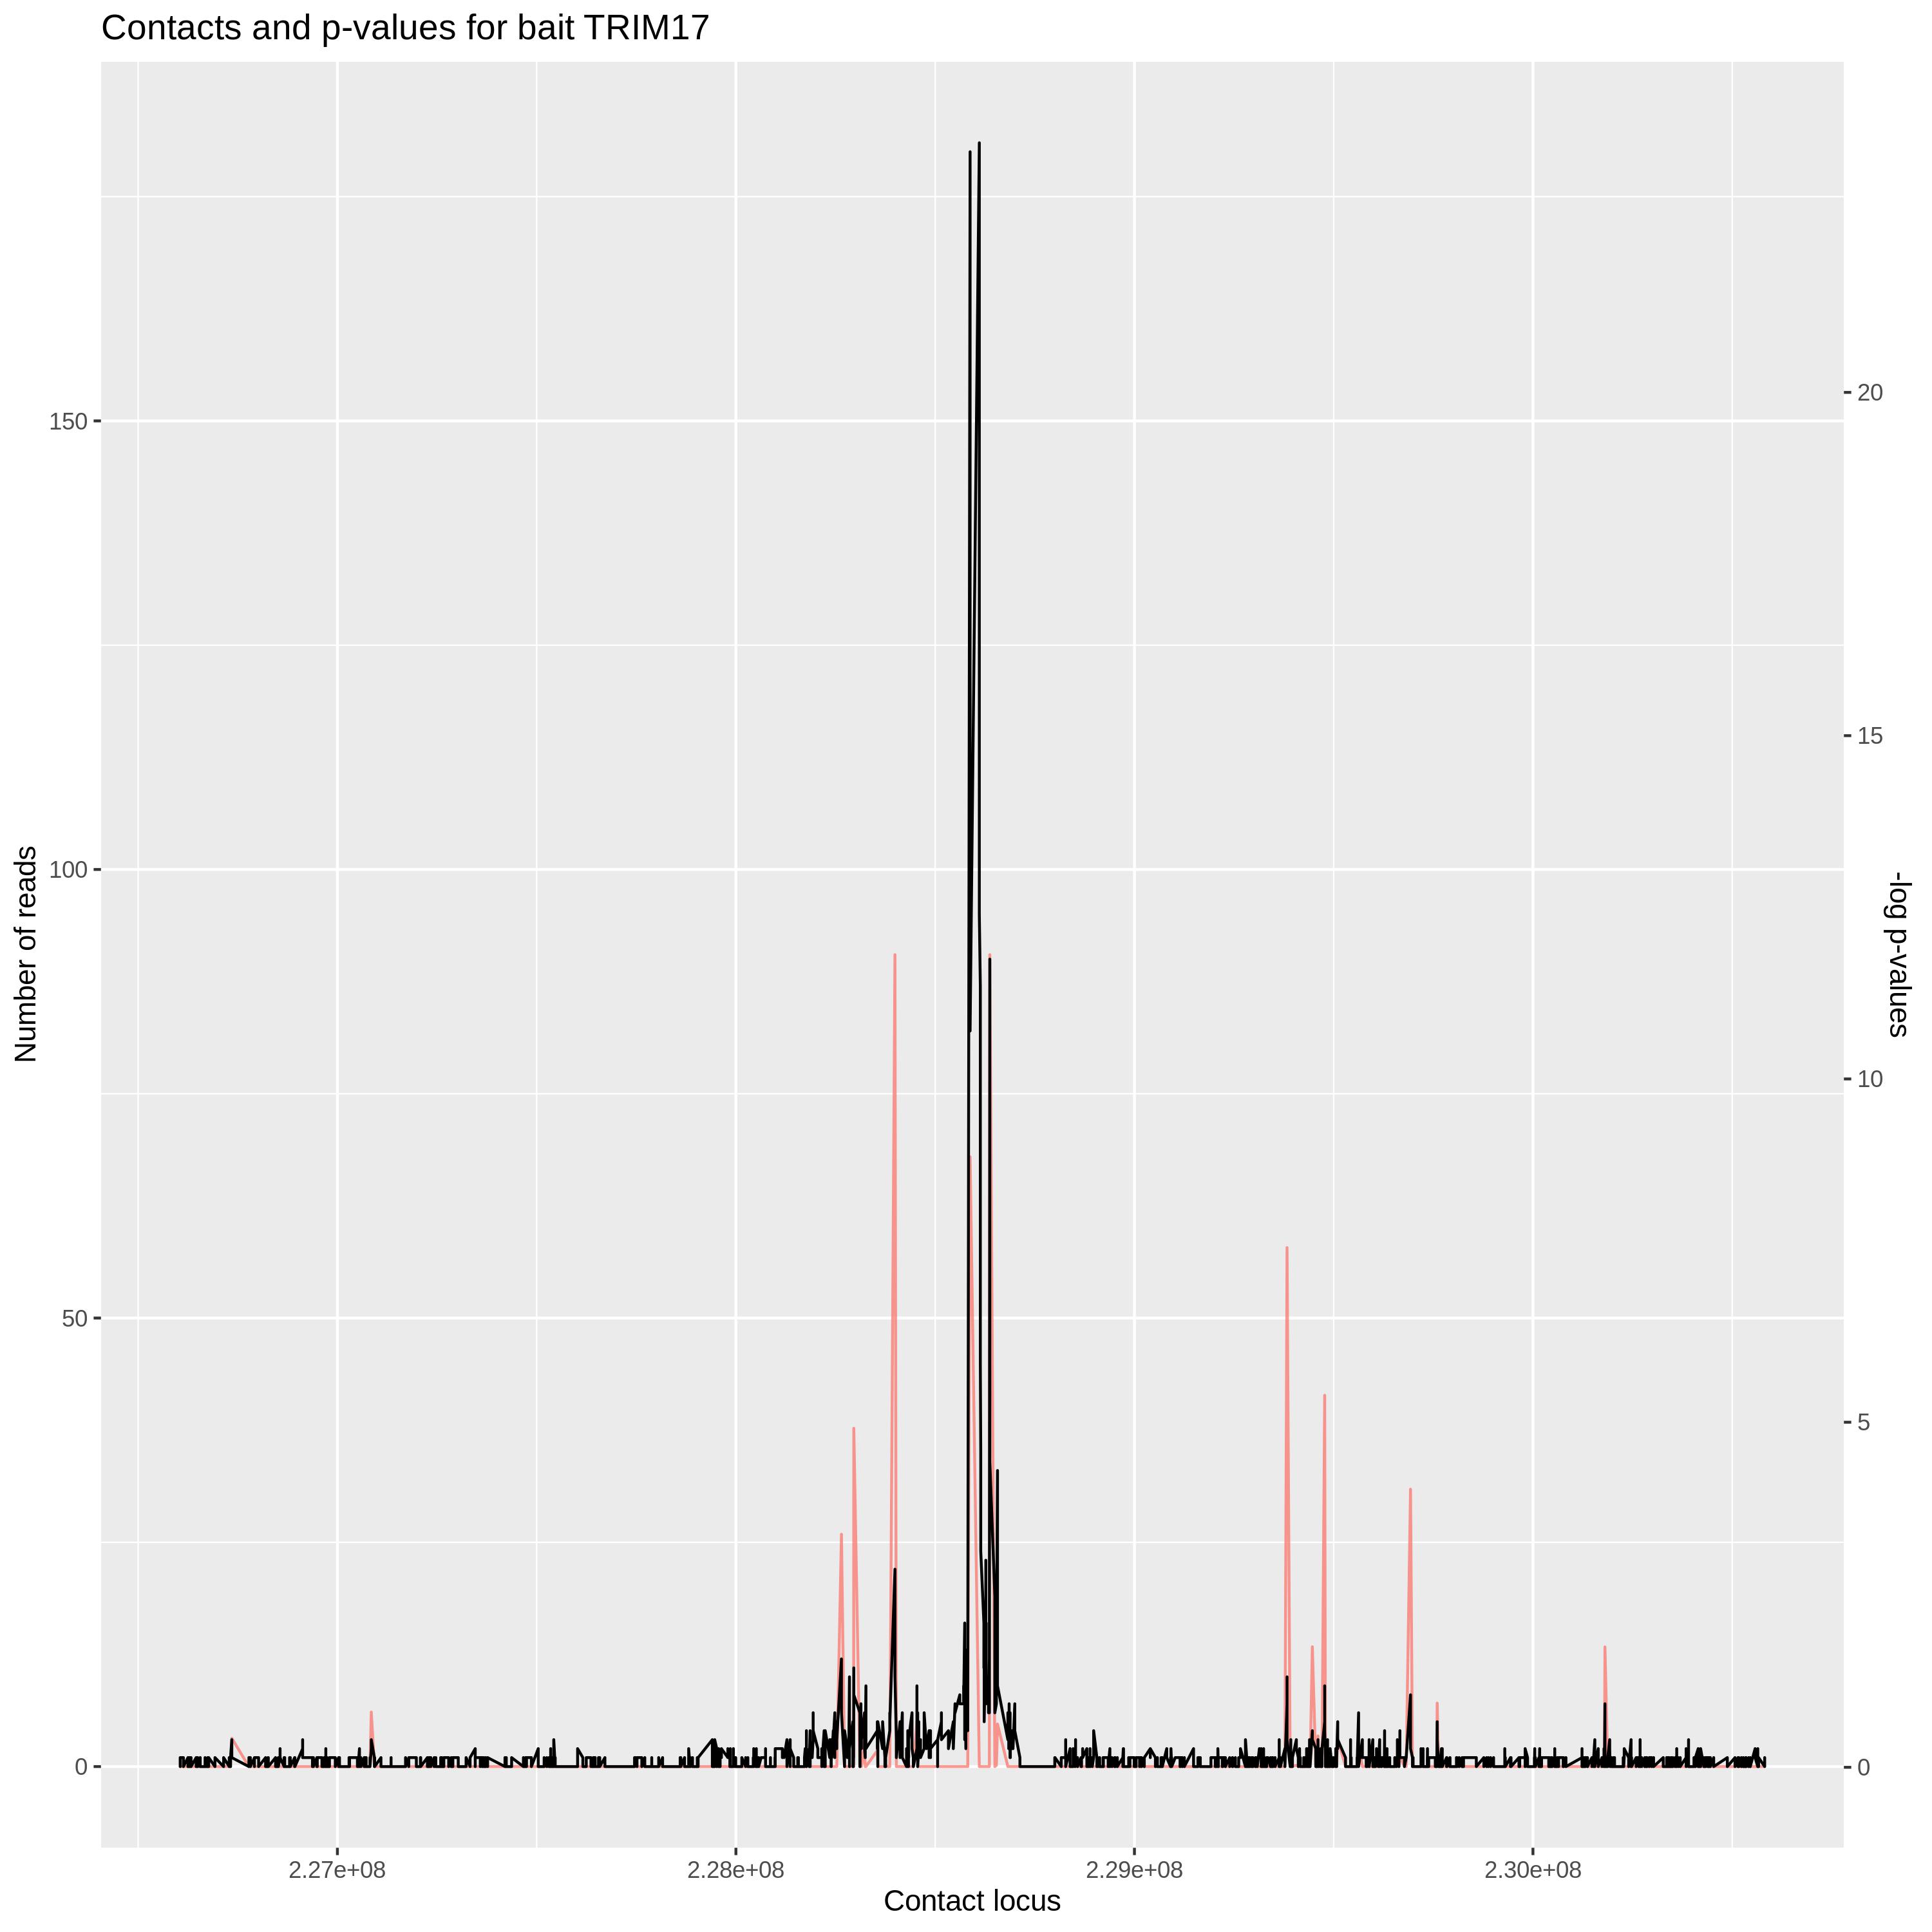 Contacts and p-values for bait TRIM17
Number of reads
150
100
50
0
20
15
10
5
0
-log p-values
2.27e+08
2.28e+08
2.29e+08
2.30e+08
Contact locus